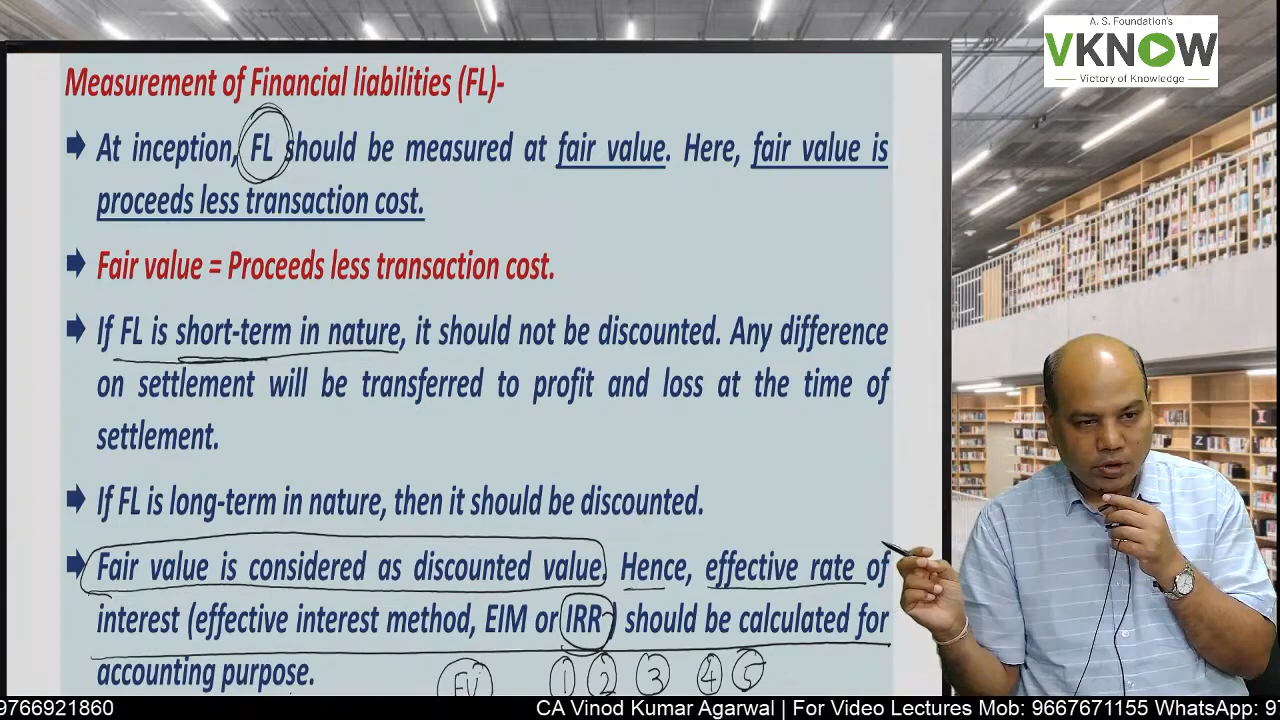 A. S. Foundation's
VKNOW
Victory of Knowledge
Measurement of Financial liabilities (FL)-
At inception, FL should be measured at fair value. Here, fair value is
proceeds less transaction cost.
Fair value = Proceeds less transaction cost.
If FL is short-term in nature, it should not be discounted. Any difference
on settlement will be transferred to profit and loss at the time of
settlement.
If FL is long-term in nature, then it should be discounted.
Fair value is considered as discounted value. Hence, effective rate of
interest (effective interest method, EIM or IRR) should be calculated for
accounting purpose.
FV 1 2 3 4 5
9766921860 CA Vinod Kumar Agarwal | For Video Lectures Mob: 9667671155 WhatsApp: 9